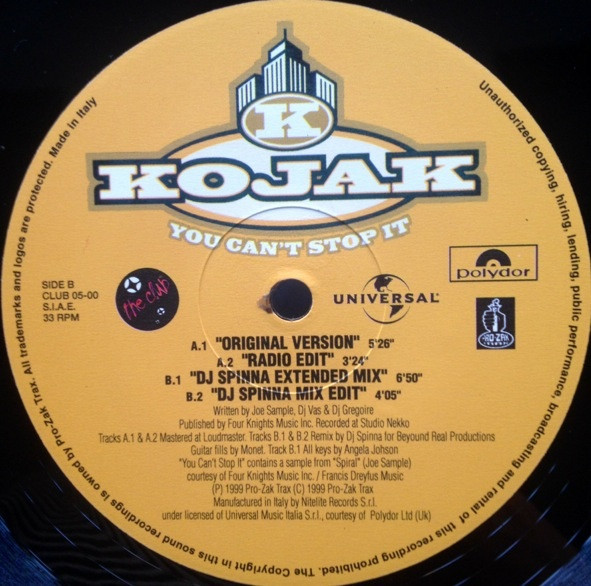 K
KOJAK
YOU CAN'T STOP IT
SIDE B
CLUB 05-00
S.I.A.E.
33 RPM
the club
UNIVERSAL
polydor
PRO-ZAK
A.1 "ORIGINAL VERSION" 5'26"
A.2 "RADIO EDIT" 3'24"
B.1 "DJ SPINNA EXTENDED MIX" 6'50"
B.2 "DJ SPINNA MIX EDIT" 4'05"
Written by Joe Sample, Dj Vas & Dj Gregoire
Published by Four Knights Music Inc. Recorded at Studio Nekko
Tracks A.1 & A.2 Mastered at Loudmaster. Tracks B.1 & B.2 Remix by Dj Spinna for Beyound Real Productions
Guitar fills by Monet. Track B.1 All keys by Angela Johson
"You Can't Stop It" contains a sample from "Spiral" (Joe Sample)
courtesy of Four Knights Music Inc. / Francis Dreyfus Music
(P) 1999 Pro-Zak Trax (C) 1999 Pro-Zak Trax
Manufactured in Italy by Nitelite Records S.r.l.
under licensed of Universal Music Italia S.r.l., courtesy of Polydor Ltd (Uk)
Unauthorized copying, hiring, lending, public performance, broadcasting and rental of this recording prohibited. The Copyright in this sound recordings is owned by Pro-Zak Trax. All trademarks and logos are protected. Made in Italy